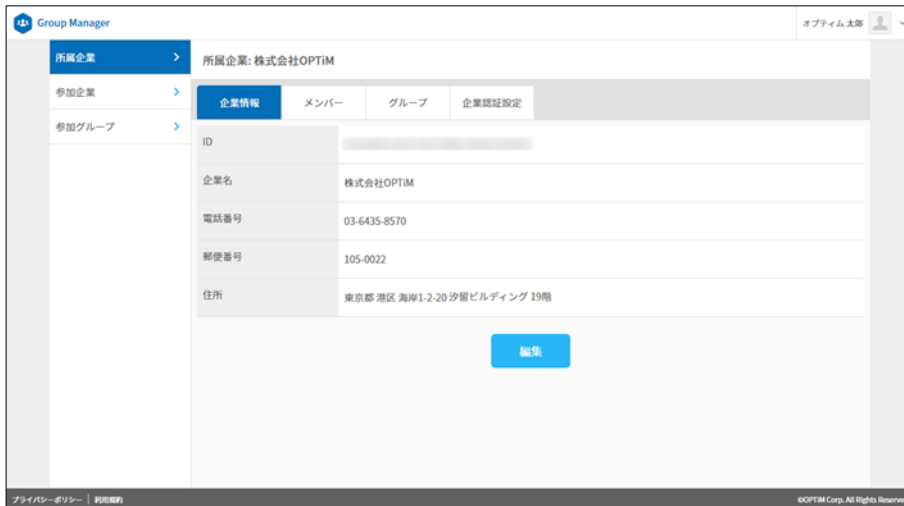 Group Manager
オプティム 太郎
所属企業
参加企業
参加グループ
所属企業: 株式会社OPTiM
企業情報 メンバー グループ 企業認証設定
ID
企業名 株式会社OPTiM
電話番号 03-6435-8570
郵便番号 105-0022
住所 東京都 港区 海岸1-2-20 汐留ビルディング 19階
編集
プライバシーポリシー | 利用規約
©OPTiM Corp. All Rights Reserve